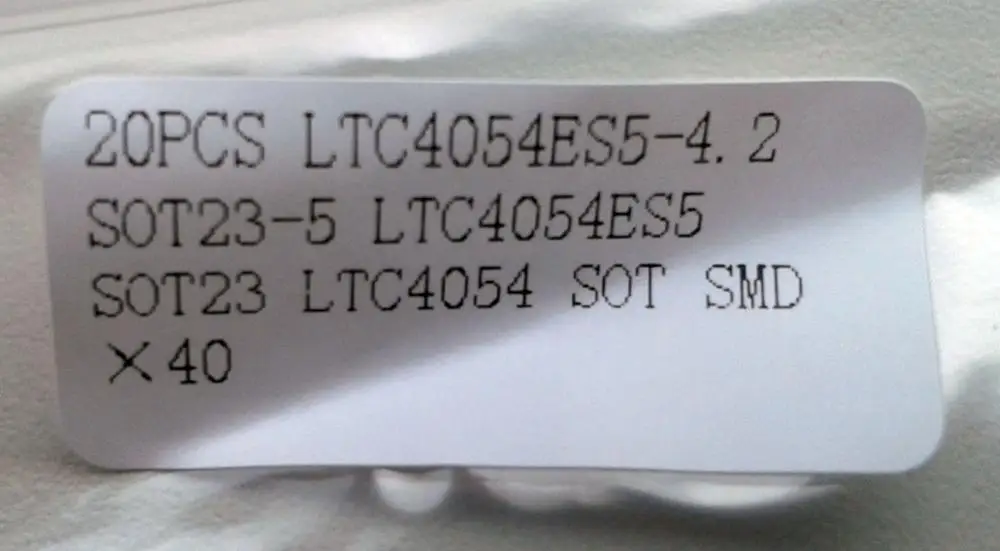 20PCS LTC4054ES5-4.2
SOT23-5 LTC4054ES5
SOT23 LTC4054 SOT SMD
×40